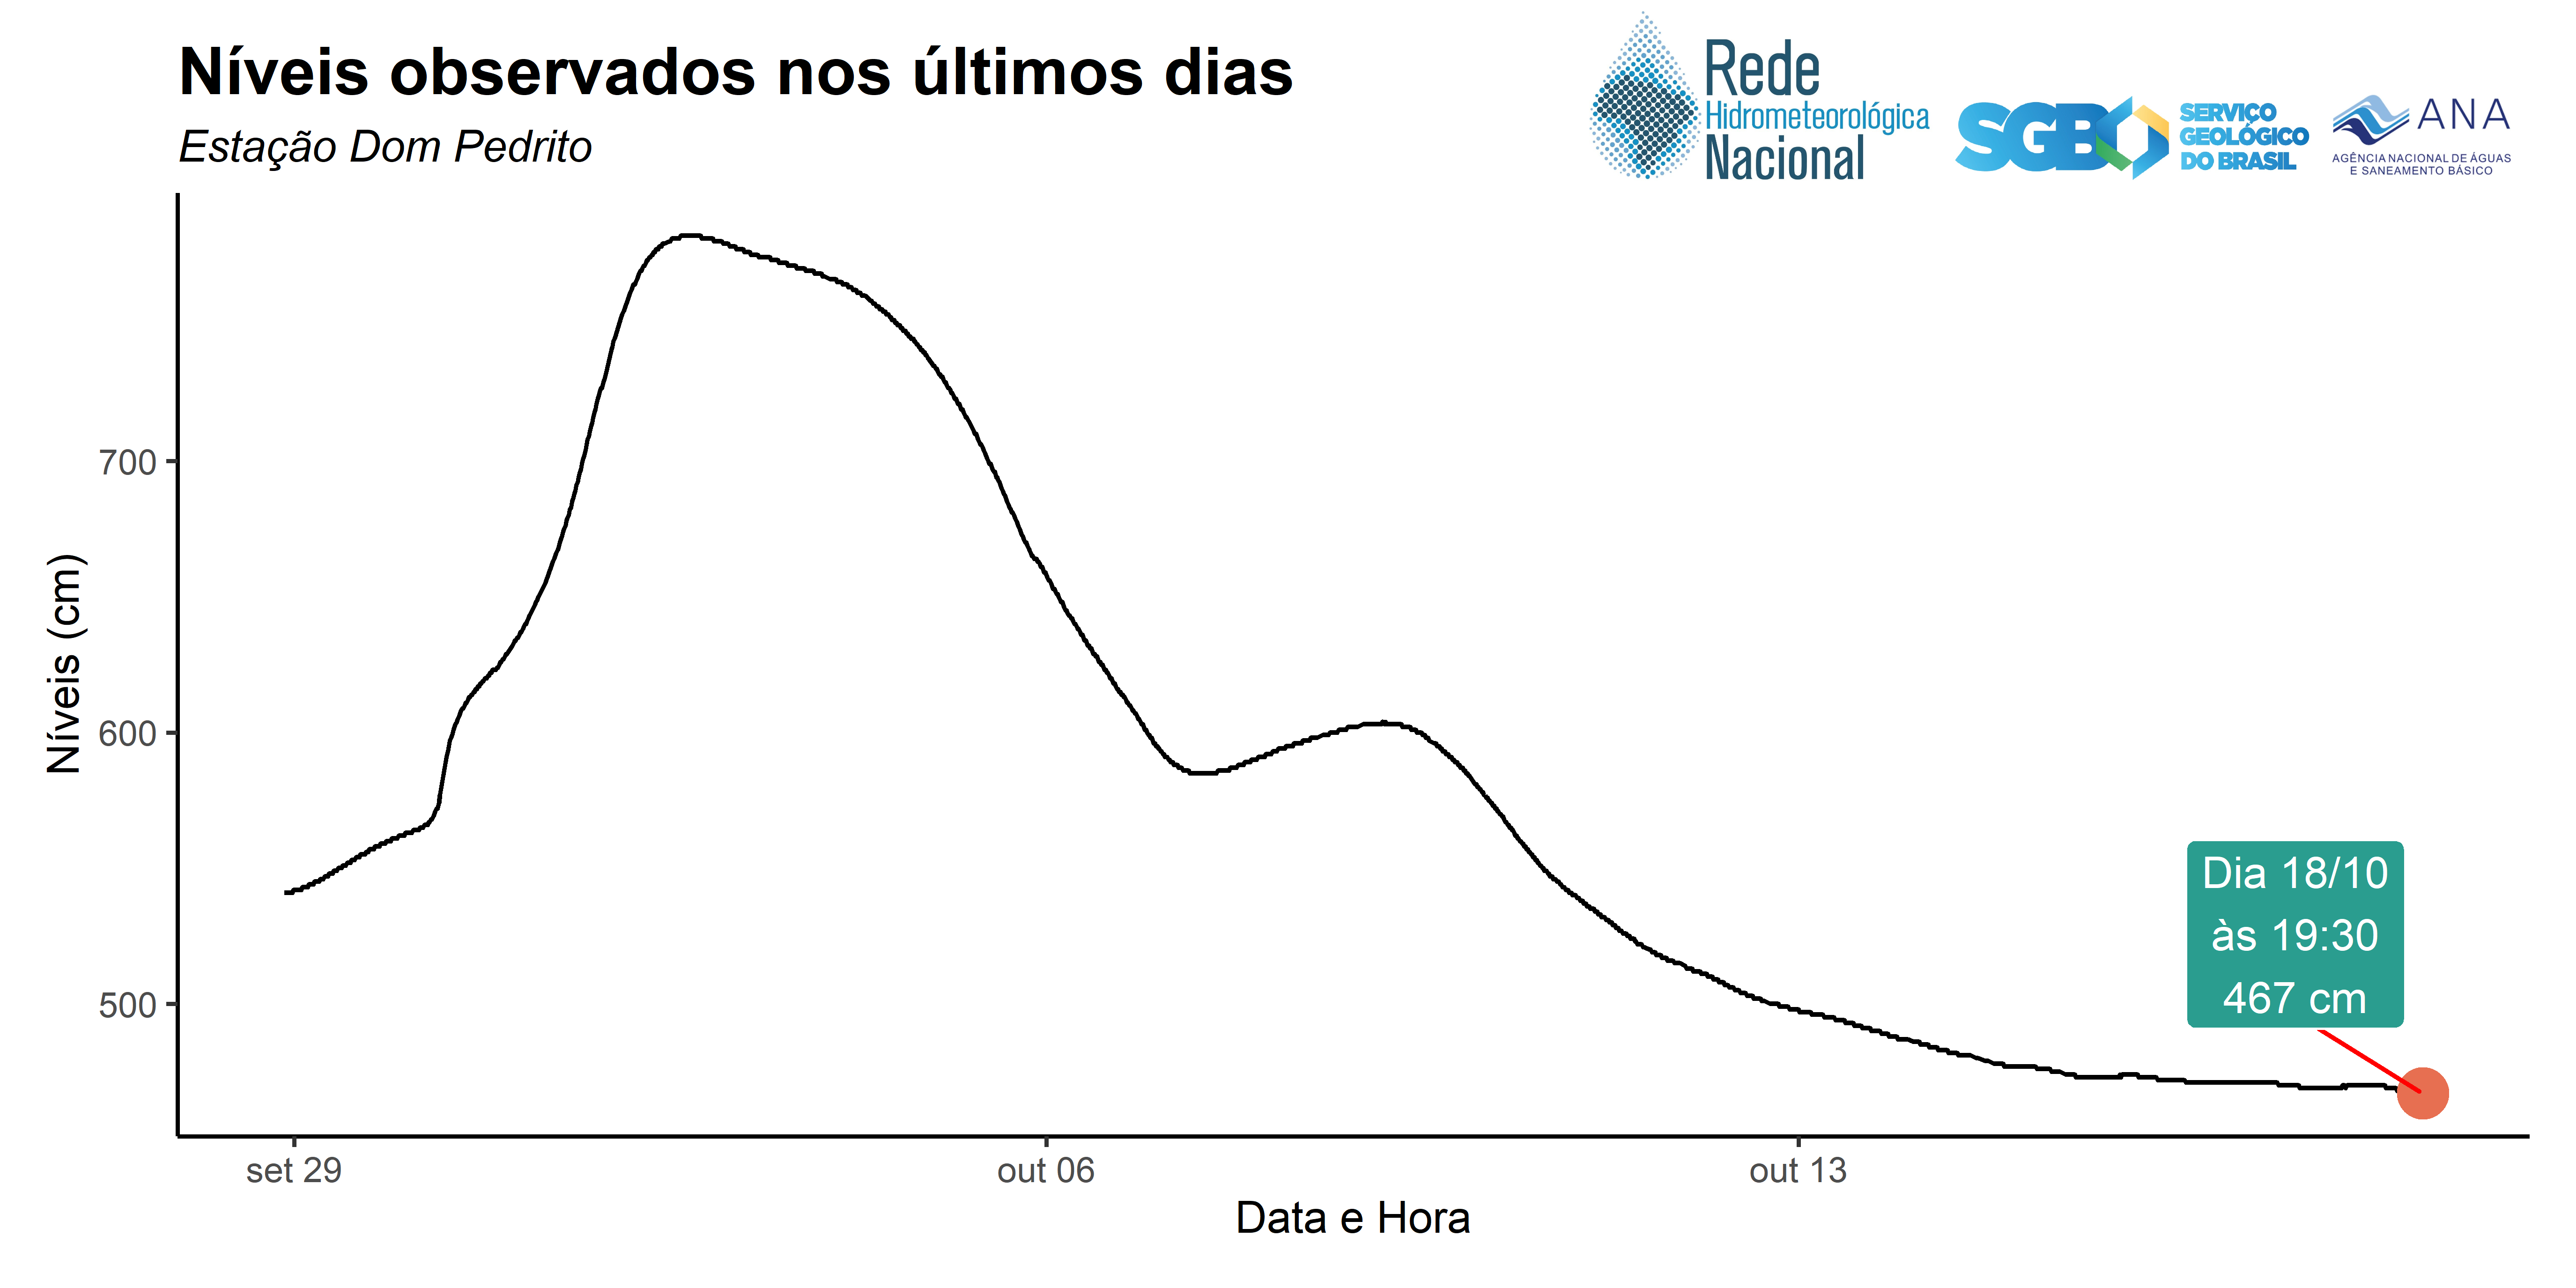 Níveis observados nos últimos dias
Estação Dom Pedrito
Rede
Hidrometeorológica
Nacional
SGB
SERVIÇO
GEOLÓGICO
DO BRASIL
ANA
AGÊNCIA NACIONAL DE ÁGUAS
E SANEAMENTO BÁSICO
Níveis (cm)
700
600
500
Dia 18/10
às 19:30
467 cm
set 29
out 06
out 13
Data e Hora